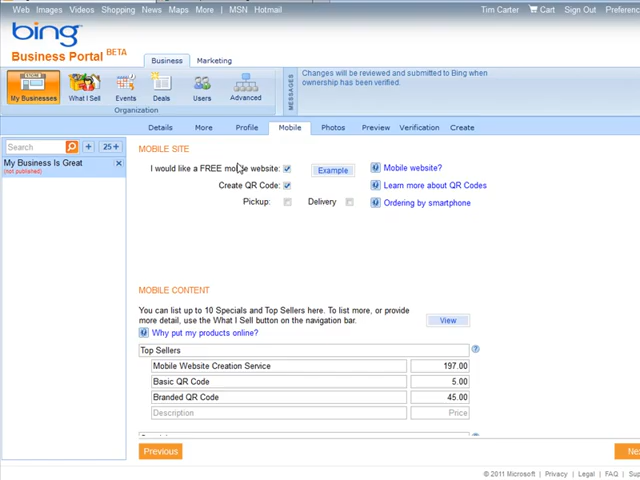 Web Images Videos Shopping News Maps More | MSN Hotmail Tim Carter Cart Sign Out
bing
Business Portal BETA
Business Marketing
My Businesses What I Sell Events Deals Users Advanced
Organization
MESSAGES
Changes will be reviewed and submitted to Bing when
ownership has been verified.
Details More Profile Mobile Photos Preview Verification Create
Search + 25+
My Business Is Great
(not published)
MOBILE SITE
I would like a FREE mobile website: Example Mobile website?
Create QR Code: Learn more about QR Codes
Pickup: Delivery Ordering by smartphone
MOBILE CONTENT
You can list up to 10 Specials and Top Sellers here. To list more, or provide
more detail, use the What I Sell button on the navigation bar. View
Why put my products online?
Top Sellers
Mobile Website Creation Service 197.00
Basic QR Code 5.00
Branded QR Code 45.00
Description Price
Previous
© 2011 Microsoft | Privacy | Legal | FAQ |